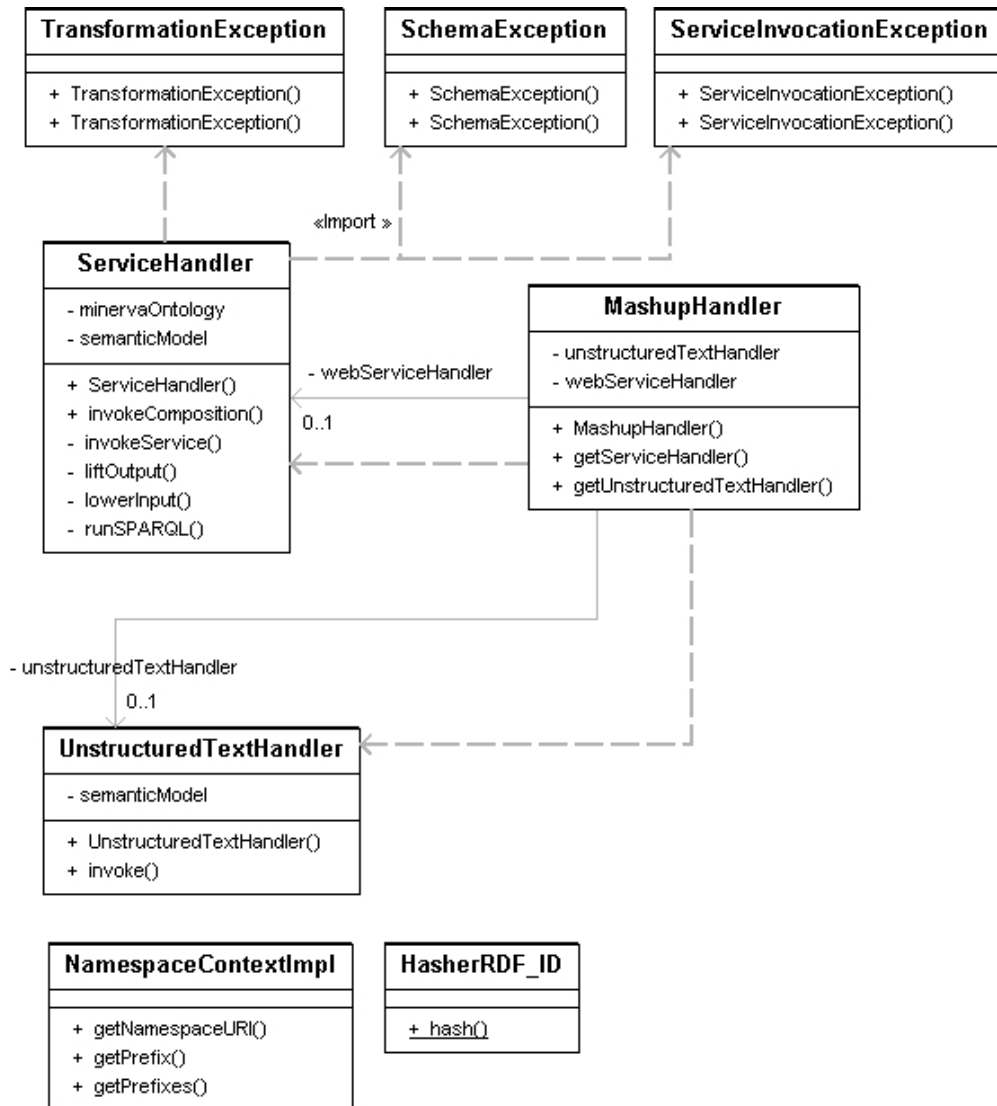 TransformationException
+ TransformationException()
+ TransformationException()
SchemaException
+ SchemaException()
+ SchemaException()
ServiceInvocationException
+ ServiceInvocationException()
+ ServiceInvocationException()
«Import »
ServiceHandler
- minervaOntology
- semanticModel
+ ServiceHandler()
+ invokeComposition()
- invokeService()
- liftOutput()
- lowerInput()
- runSPARQL()
- webServiceHandler
0..1
MashupHandler
- unstructuredTextHandler
- webServiceHandler
+ MashupHandler()
+ getServiceHandler()
+ getUnstructuredTextHandler()
- unstructuredTextHandler
0..1
UnstructuredTextHandler
- semanticModel
+ UnstructuredTextHandler()
+ invoke()
NamespaceContextImpl
+ getNamespaceURI()
+ getPrefix()
+ getPrefixes()
HasherRDF_ID
+ hash()